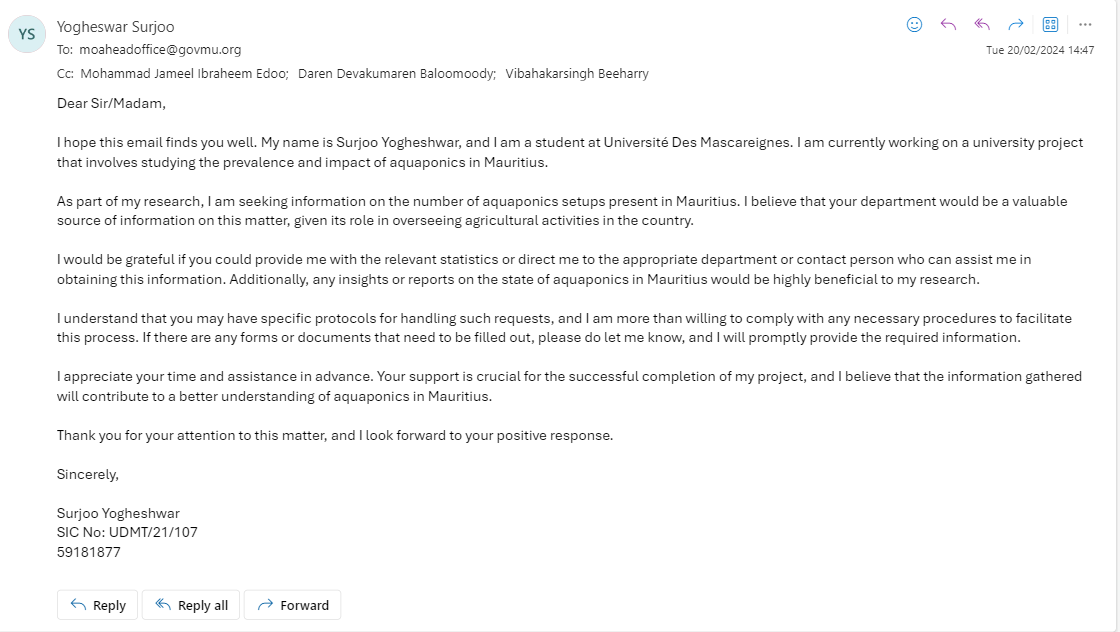 YS
Yogheswar Surjoo
To: moaheadoffice@govmu.org
Tue 20/02/2024 14:47
Cc: Mohammad Jameel Ibraheem Edoo; Daren Devakumaren Baloomoody; Vibahakarsingh Beeharry
Dear Sir/Madam,
I hope this email finds you well. My name is Surjoo Yogheshwar, and I am a student at Université Des Mascareignes. I am currently working on a university project
that involves studying the prevalence and impact of aquaponics in Mauritius.
As part of my research, I am seeking information on the number of aquaponics setups present in Mauritius. I believe that your department would be a valuable
source of information on this matter, given its role in overseeing agricultural activities in the country.
I would be grateful if you could provide me with the relevant statistics or direct me to the appropriate department or contact person who can assist me in
obtaining this information. Additionally, any insights or reports on the state of aquaponics in Mauritius would be highly beneficial to my research.
I understand that you may have specific protocols for handling such requests, and I am more than willing to comply with any necessary procedures to facilitate
this process. If there are any forms or documents that need to be filled out, please do let me know, and I will promptly provide the required information.
I appreciate your time and assistance in advance. Your support is crucial for the successful completion of my project, and I believe that the information gathered
will contribute to a better understanding of aquaponics in Mauritius.
Thank you for your attention to this matter, and I look forward to your positive response.
Sincerely,
Surjoo Yogheshwar
SIC No: UDMT/21/107
59181877
Reply Reply all Forward